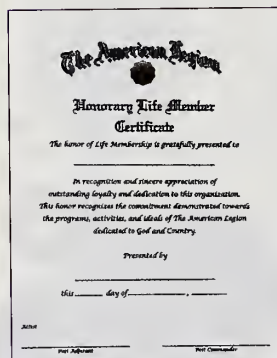 The American Legion
Honorary Life Member
Certificate
The honor of Life Membership is gratefully presented to
In recognition and sincere appreciation of
outstanding loyalty and dedication to this organization.
This honor recognizes the commitment demonstrated towards
the programs, activities, and ideals of The American Legion
dedicated to God and Country.
Presented by
this ______ day of ____________, ________
Attest
Post Adjutant Post Commander